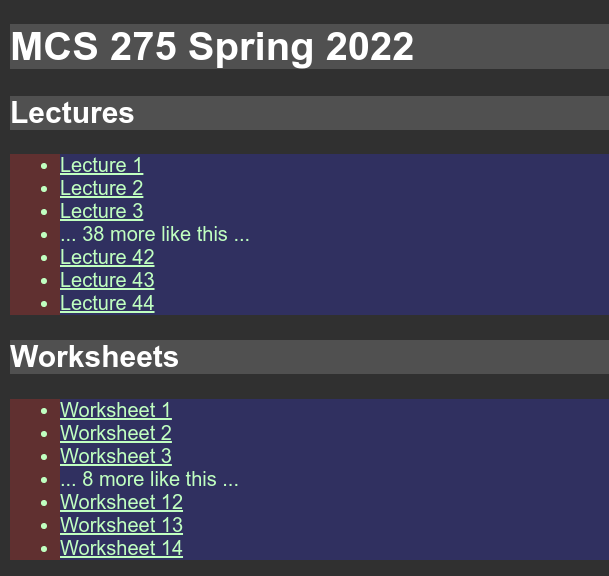 MCS 275 Spring 2022
Lectures
• Lecture 1
• Lecture 2
• Lecture 3
• ... 38 more like this ...
• Lecture 42
• Lecture 43
• Lecture 44
Worksheets
• Worksheet 1
• Worksheet 2
• Worksheet 3
• ... 8 more like this ...
• Worksheet 12
• Worksheet 13
• Worksheet 14